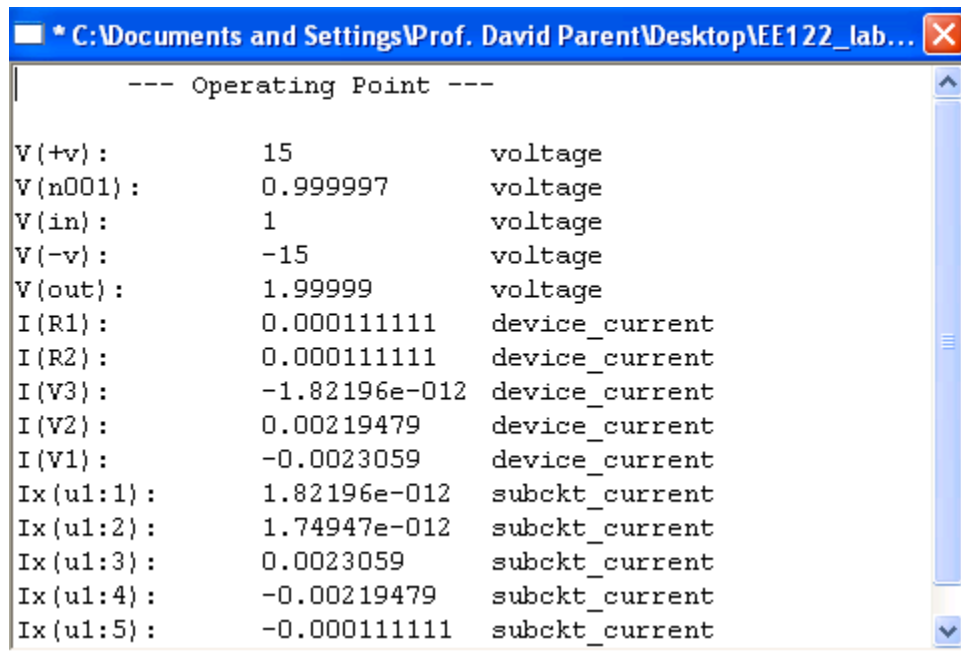 * C:\Documents and Settings\Prof. David Parent\Desktop\EE122_lab...
--- Operating Point ---
V(+v): 15 voltage
V(n001): 0.999997 voltage
V(in): 1 voltage
V(-v): -15 voltage
V(out): 1.99999 voltage
I(R1): 0.000111111 device_current
I(R2): 0.000111111 device_current
I(V3): -1.82196e-012 device_current
I(V2): 0.00219479 device_current
I(V1): -0.0023059 device_current
Ix(u1:1): 1.82196e-012 subckt_current
Ix(u1:2): 1.74947e-012 subckt_current
Ix(u1:3): 0.0023059 subckt_current
Ix(u1:4): -0.00219479 subckt_current
Ix(u1:5): -0.000111111 subckt_current